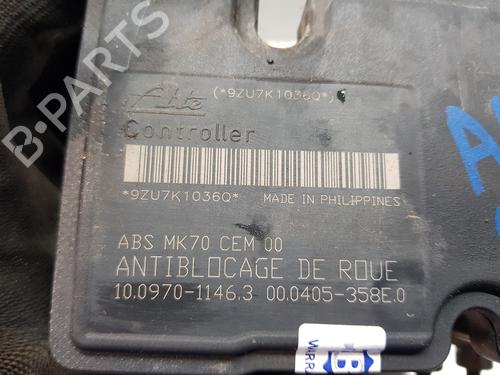 (*9ZU7K1036Q*)
Ate
Controller
*9ZU7K1036Q* MADE IN PHILIPPINES
ABS MK70 CEM 00
ANTIBLOCAGE DE ROUE
10.0970-1146.3 00.0405-358E.0
B-PARTS
B